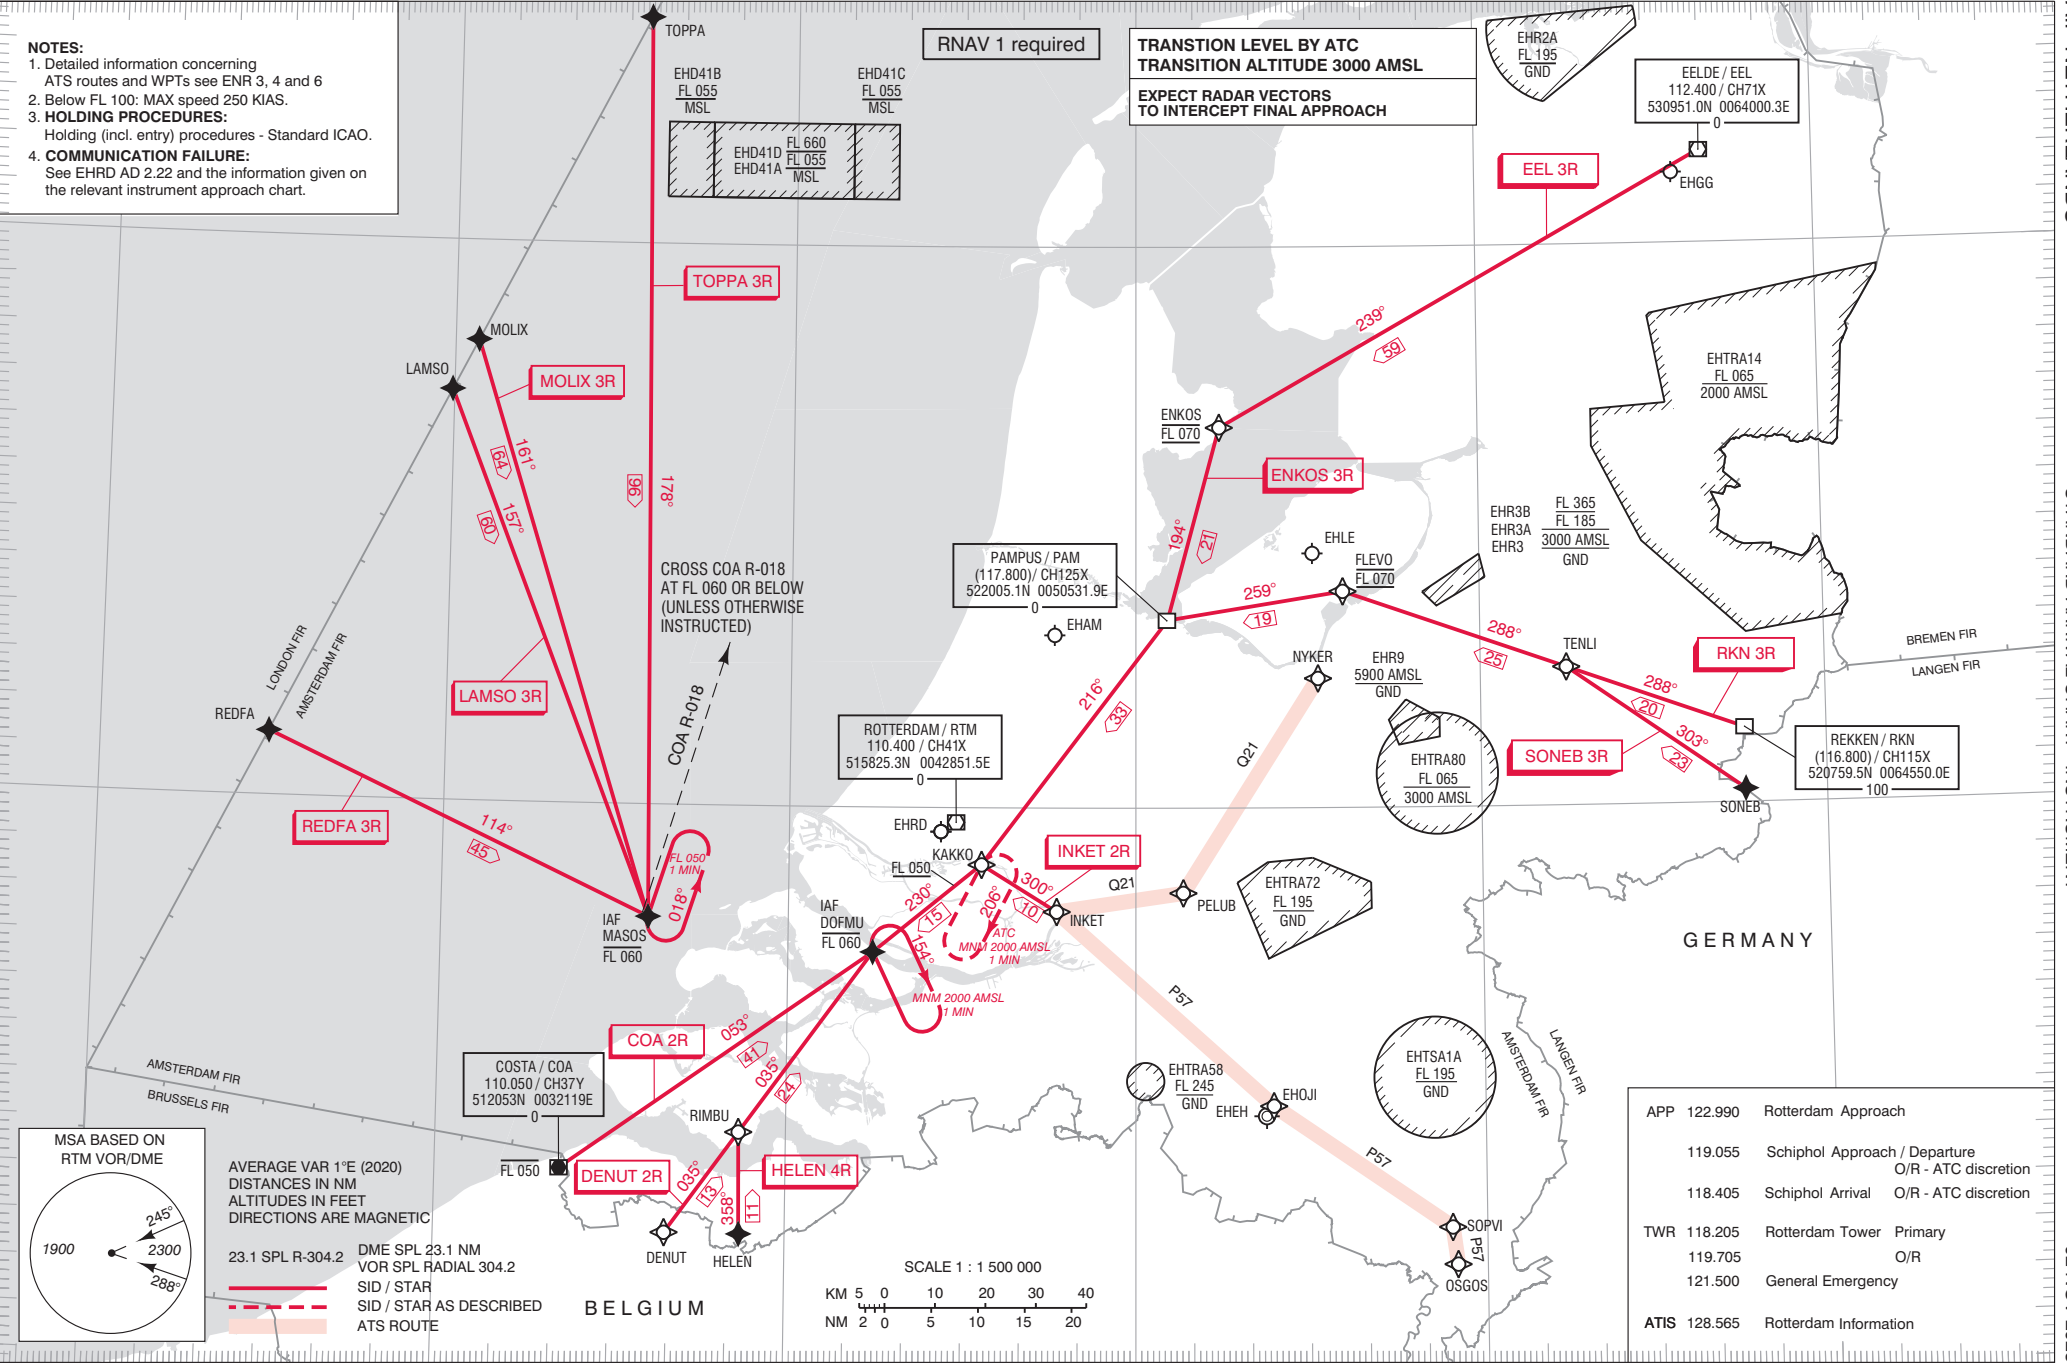 NOTES:
1. Detailed information concerning
ATS routes and WPTs see ENR 3, 4 and 6
2. Below FL 100: MAX speed 250 KIAS.
3. HOLDING PROCEDURES:
Holding (incl. entry) procedures - Standard ICAO.
4. COMMUNICATION FAILURE:
See EHRD AD 2.22 and the information given on
the relevant instrument approach chart.
TOPPA
RNAV 1 required
TRANSTION LEVEL BY ATC
TRANSITION ALTITUDE 3000 AMSL
EXPECT RADAR VECTORS
TO INTERCEPT FINAL APPROACH
EHR2A
FL 195
GND
EELDE / EEL
112.400 / CH71X
530951.0N 0064000.3E
0
EHD41B
FL 055
MSL
EHD41C
FL 055
MSL
EHD41D FL 660
EHD41A FL 055
MSL
EEL 3R
EHGG
TOPPA 3R
MOLIX
LAMSO
MOLIX 3R
239°
59
EHTRA14
FL 065
2000 AMSL
ENKOS
FL 070
ENKOS 3R
161°
64
157°
60
96
178°
194°
21
EHR3B
EHR3A
EHR3
FL 365
FL 185
3000 AMSL
GND
EHLE
FLEVO
FL 070
PAMPUS / PAM
(117.800)/ CH125X
522005.1N 0050531.9E
0
CROSS COA R-018
AT FL 060 OR BELOW
(UNLESS OTHERWISE
INSTRUCTED)
259°
19
EHAM
288°
25
TENLI
NYKER
EHR9
5900 AMSL
GND
RKN 3R
BREMEN FIR
LANGEN FIR
LONDON FIR
AMSTERDAM FIR
LAMSO 3R
REDFA
COA R-018
216°
33
288°
20
303°
23
SONEB 3R
ROTTERDAM / RTM
110.400 / CH41X
515825.3N 0042851.5E
0
REKKEN / RKN
(116.800) / CH115X
520759.5N 0064550.0E
100
Q21
EHTRA80
FL 065
3000 AMSL
SONEB
REDFA 3R
114°
45
EHRD
KAKKO
FL 050
INKET 2R
FL 050
1 MIN
018°
230°
15
206°
300°
10
Q21
INKET
PELUB
EHTRA72
FL 195
GND
IAF
MASOS
FL 060
IAF
DOFMU
FL 060
154°
ATC
MNM 2000 AMSL
1 MIN
MNM 2000 AMSL
1 MIN
GERMANY
P57
COA 2R
053°
41
035°
24
AMSTERDAM FIR
BRUSSELS FIR
COSTA / COA
110.050 / CH37Y
512053N 0032119E
0
FL 050
RIMBU
EHTRA58
FL 245
GND
EHOJI
EHEH
EHTSA1A
FL 195
GND
AMSTERDAM FIR
LANGEN FIR
P57
DENUT 2R
035°
13
HELEN 4R
358°
11
DENUT
HELEN
SOPVI
P57
OSGOS
MSA BASED ON
RTM VOR/DME
245°
1900
2300
288°
AVERAGE VAR 1°E (2020)
DISTANCES IN NM
ALTITUDES IN FEET
DIRECTIONS ARE MAGNETIC
23.1 SPL R-304.2
DME SPL 23.1 NM
VOR SPL RADIAL 304.2
SID / STAR
SID / STAR AS DESCRIBED
ATS ROUTE
BELGIUM
SCALE 1 : 1 500 000
KM 5 0 10 20 30 40
NM 2 0 5 10 15 20
APP 122.990 Rotterdam Approach
119.055 Schiphol Approach / Departure
O/R - ATC discretion
118.405 Schiphol Arrival O/R - ATC discretion
TWR 118.205 Rotterdam Tower Primary
119.705 O/R
121.500 General Emergency
ATIS 128.565 Rotterdam Information